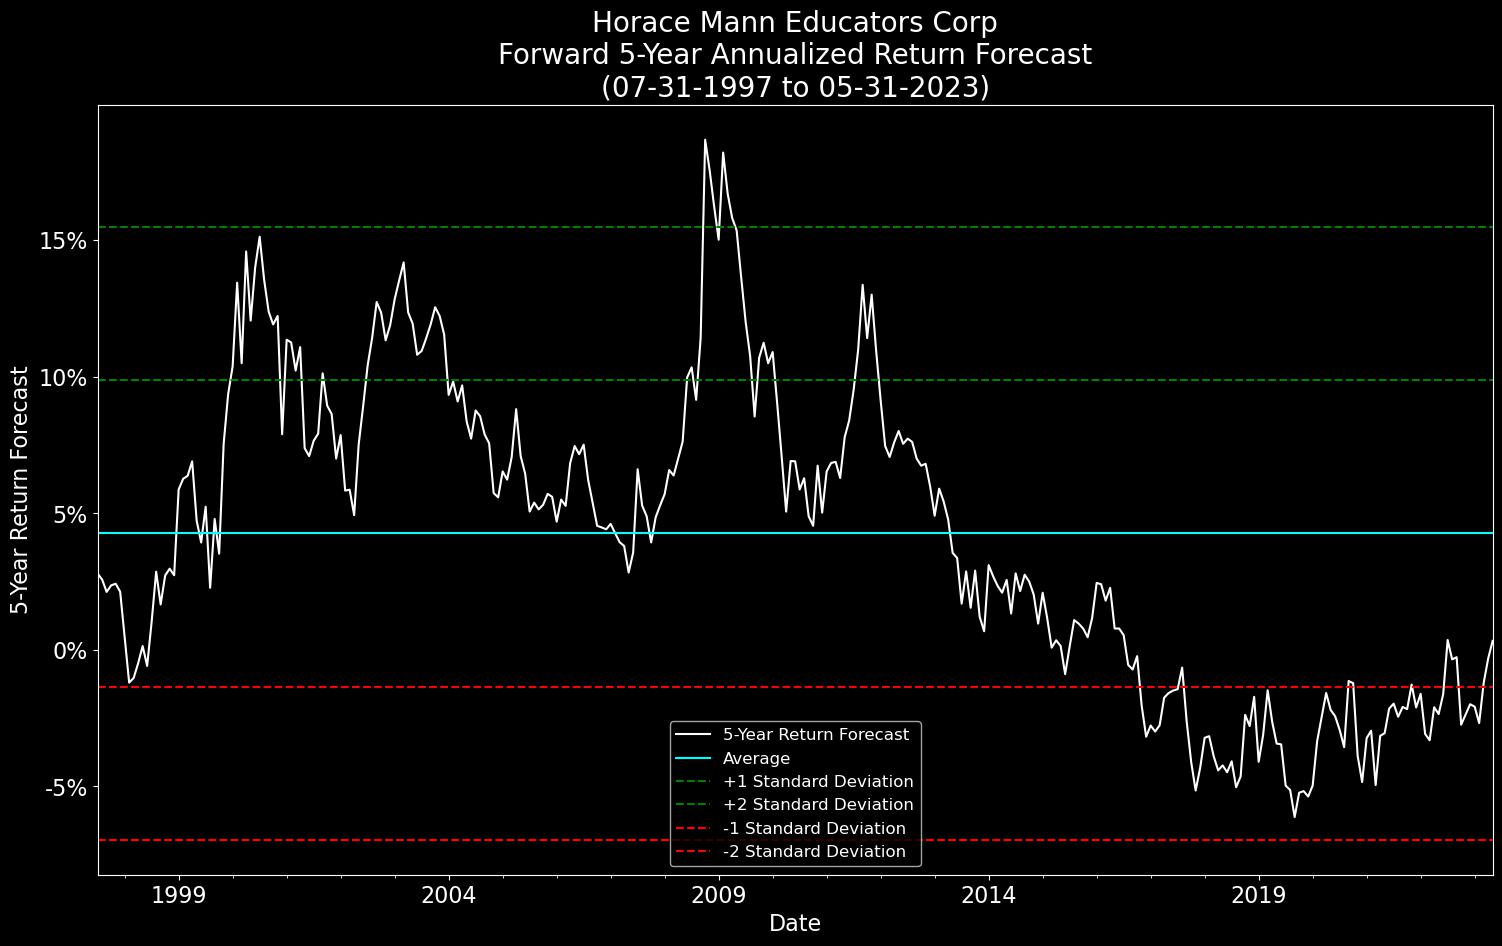 Horace Mann Educators Corp
Forward 5-Year Annualized Return Forecast
(07-31-1997 to 05-31-2023)
5-Year Return Forecast
15%
10%
5%
0%
-5%
5-Year Return Forecast
Average
+1 Standard Deviation
+2 Standard Deviation
-1 Standard Deviation
-2 Standard Deviation
1999 2004 2009 2014 2019
Date